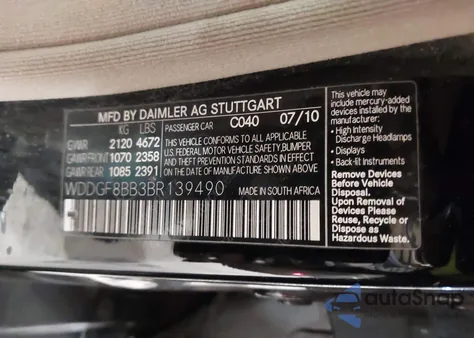 MFD BY DAIMLER AG STUTTGART
KG LBS PASSENGER CAR C040 07/10
GVWR 2120 4672
GAWR FRONT 1070 2358
GAWR REAR 1085 2391
THIS VEHICLE CONFORMS TO ALL APPLICABLE
U.S. FEDERAL MOTOR VEHICLE SAFETY,BUMPER
AND THEFT PREVENTION STANDARDS IN EFFECT
ON THE DATE OF MANUFACTURE SHOWN ABOVE.
WDDGF8BB3BR139490 MADE IN SOUTH AFRICA
This vehicle may
include mercury-added
devices installed by the
manufacturer:
- High Intensity
Discharge Headlamps
- Displays
- Back-lit Instruments
Remove Devices
Before Vehicle
Disposal.
Upon Removal of
Devices Please
Reuse, Recycle or
Dispose as
Hazardous Waste.
autoSnap